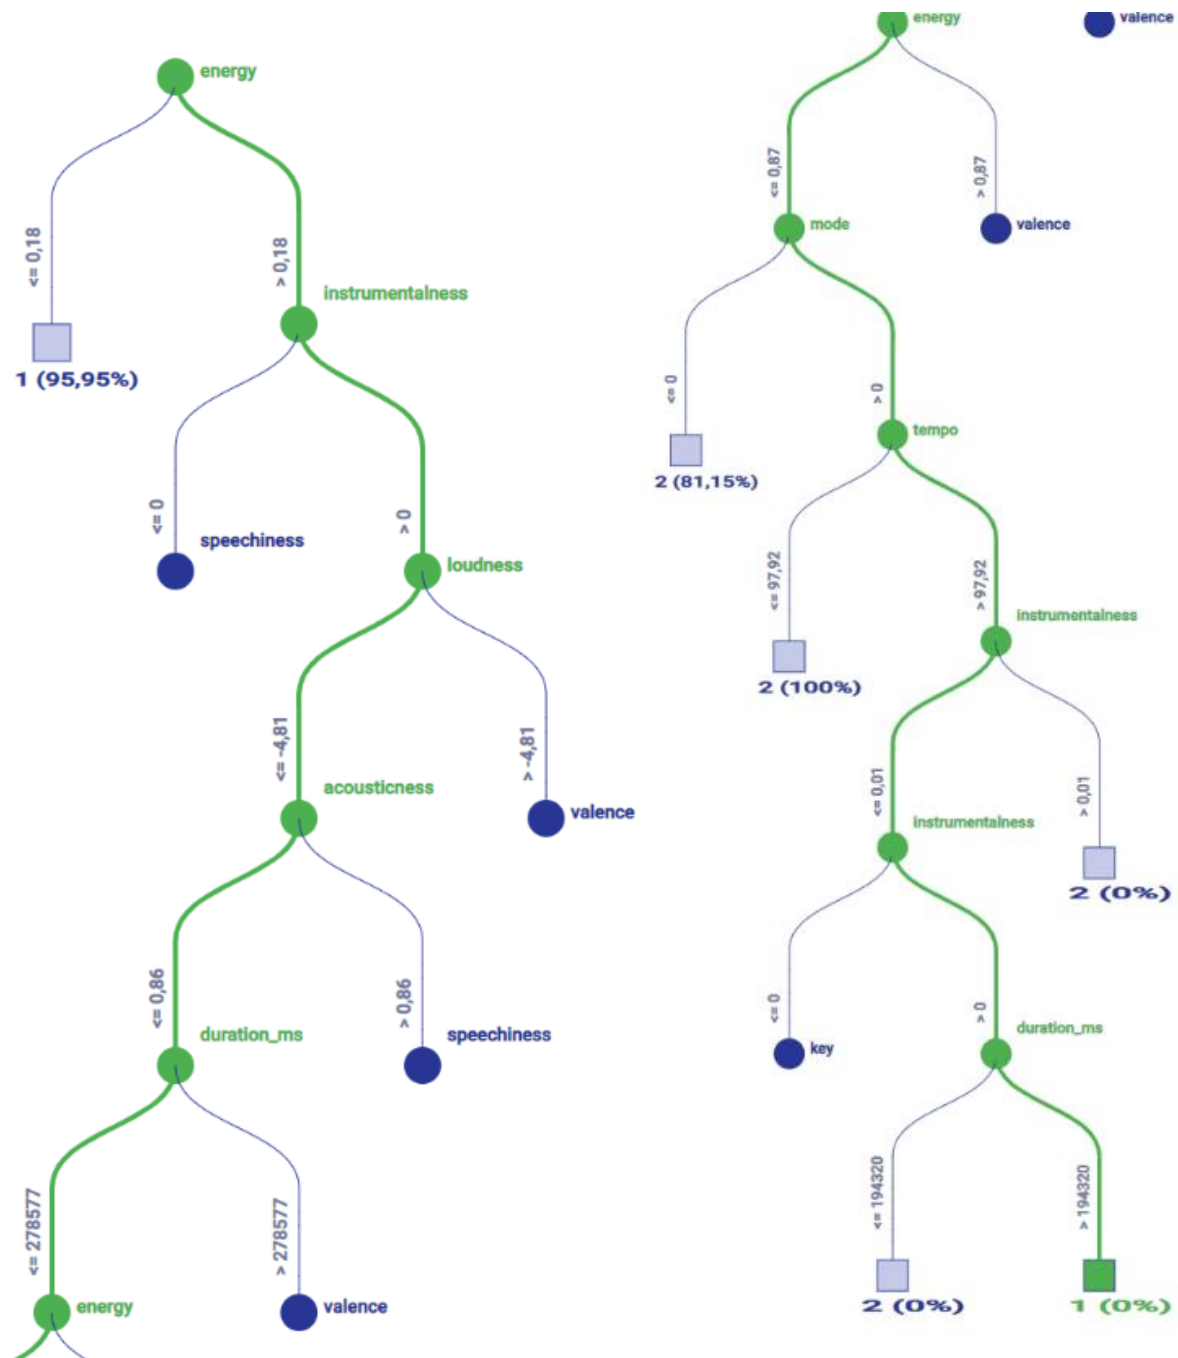 energy
<= 0,18
> 0,18
1 (95,95%)
instrumentalness
<= 0
> 0
speechiness
loudness
<= -4,81
> -4,81
acousticness
valence
<= 0,86
> 0,86
duration_ms
speechiness
<= 278577
> 278577
energy
valence
energy
valence
<= 0,87
> 0,87
mode
valence
<= 0
> 0
2 (81,15%)
tempo
<= 97,92
> 97,92
2 (100%)
instrumentalness
<= 0,01
> 0,01
instrumentalness
2 (0%)
<= 0
> 0
key
duration_ms
<= 194320
> 194320
2 (0%)
1 (0%)